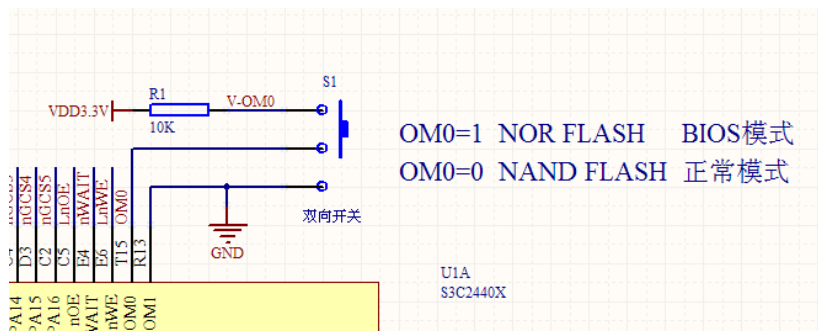 S1
R1
V-OM0
VDD3.3V
10K
OM0=1 NOR FLASH BIOS模式
OM0=0 NAND FLASH 正常模式
nGCS4
nGCS5
LnOE
nWAIT
LnWE
OM0
双向开关
D3
C2
C5
E4
E6
T15
R13
GND
U1A
S3C2440X
PA14
PA15
PA16
nOE
WAIT
nWE
OM0
OM1